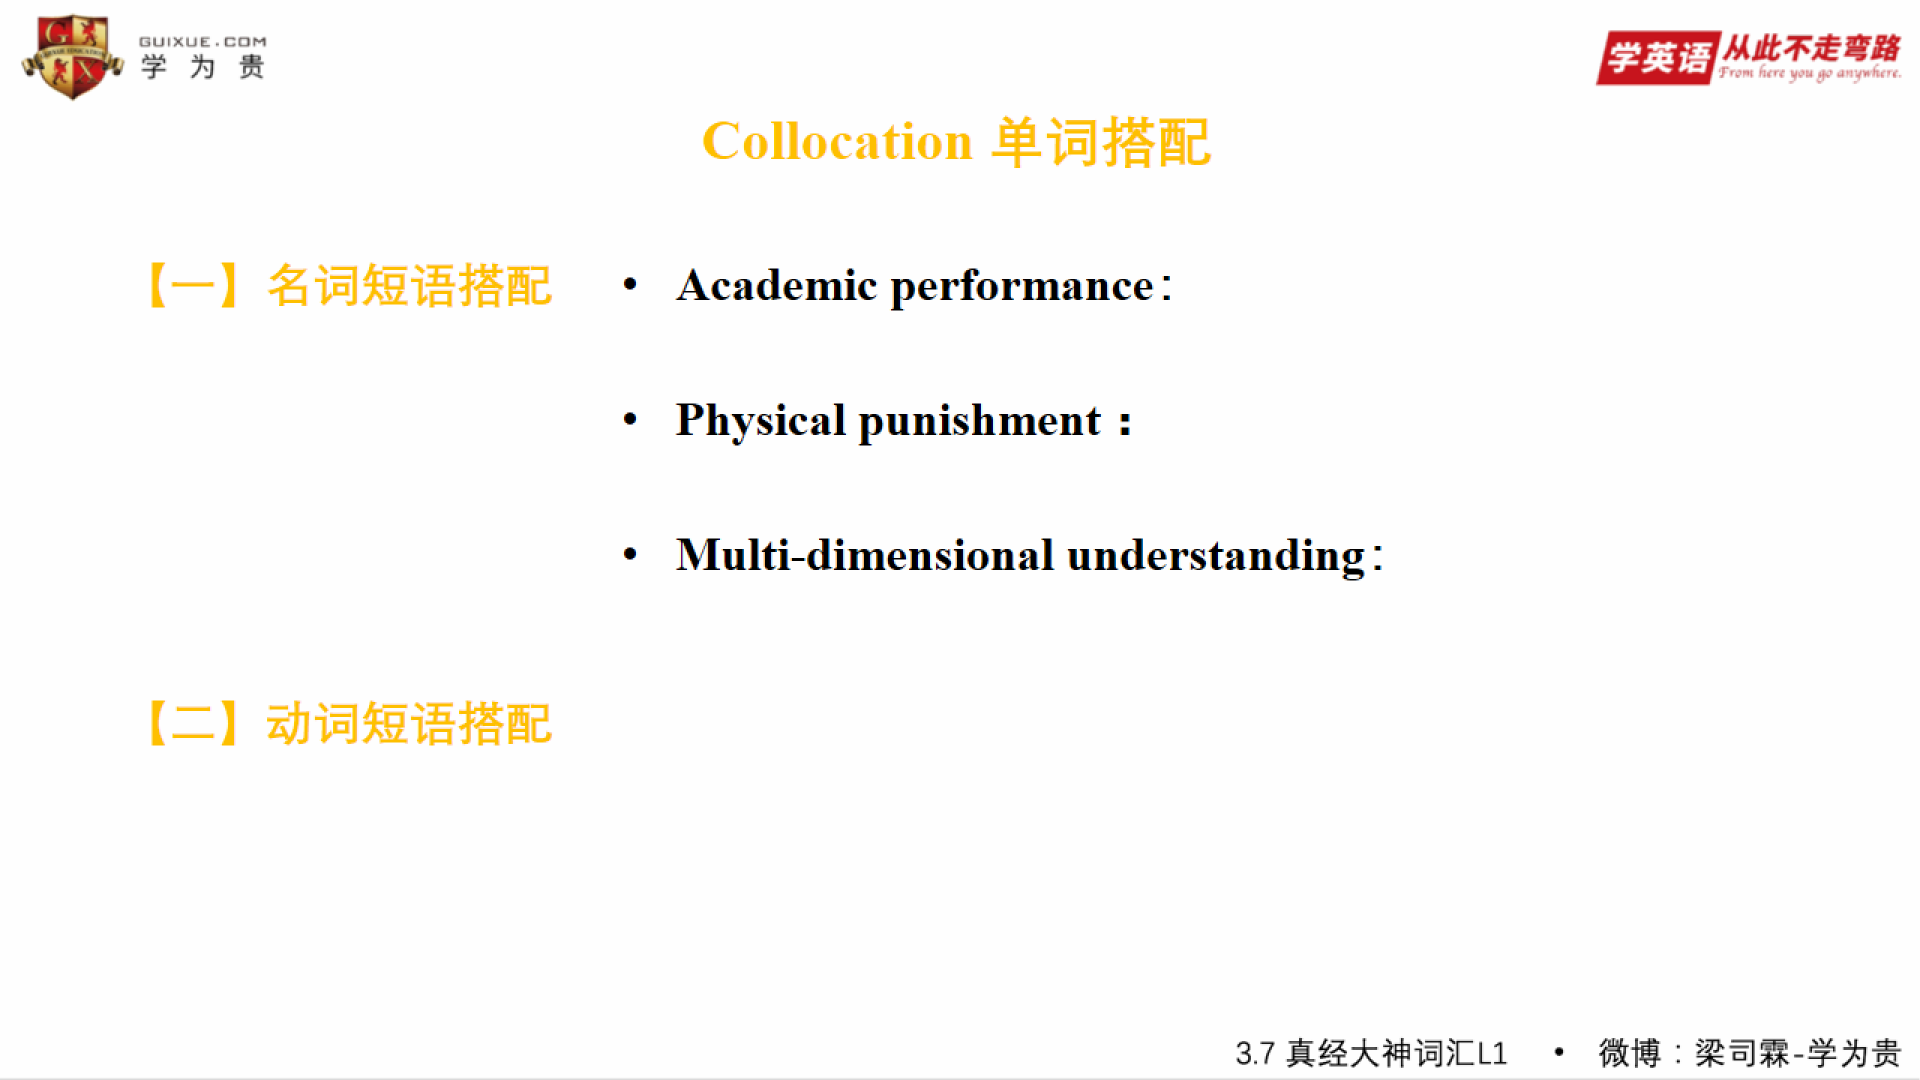 GUIXUE.COM
学为贵
学英语 从此不走弯路
From here you go anywhere.
Collocation 单词搭配
【一】名词短语搭配
• Academic performance：
• Physical punishment ：
• Multi-dimensional understanding：
【二】动词短语搭配
3.7 真经大神词汇L1 • 微博：梁司霖-学为贵